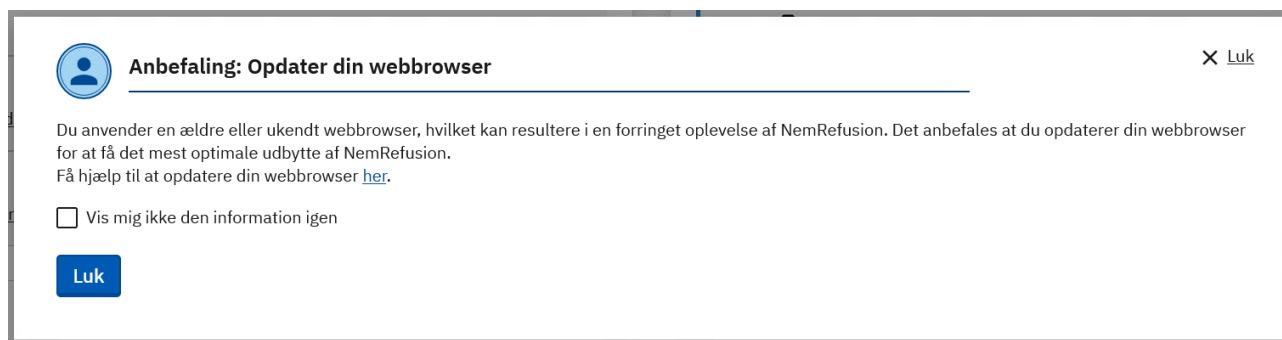 Anbefaling: Opdater din webbrowser
Luk
Du anvender en ældre eller ukendt webbrowser, hvilket kan resultere i en forringet oplevelse af NemRefusion. Det anbefales at du opdaterer din webbrowser
for at få det mest optimale udbytte af NemRefusion.
Få hjælp til at opdatere din webbrowser her.
Vis mig ikke den information igen
Luk